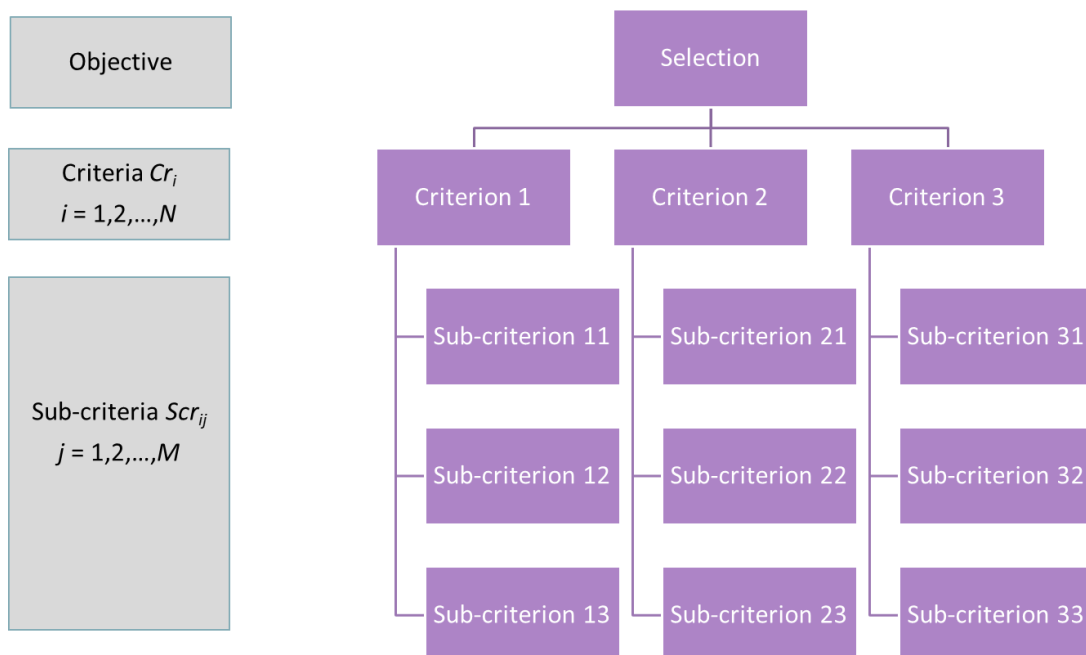 Objective
Selection
Criteria Cr_i
i = 1,2,...,N
Criterion 1
Criterion 2
Criterion 3
Sub-criteria Scr_ij
j = 1,2,...,M
Sub-criterion 11
Sub-criterion 21
Sub-criterion 31
Sub-criterion 12
Sub-criterion 22
Sub-criterion 32
Sub-criterion 13
Sub-criterion 23
Sub-criterion 33